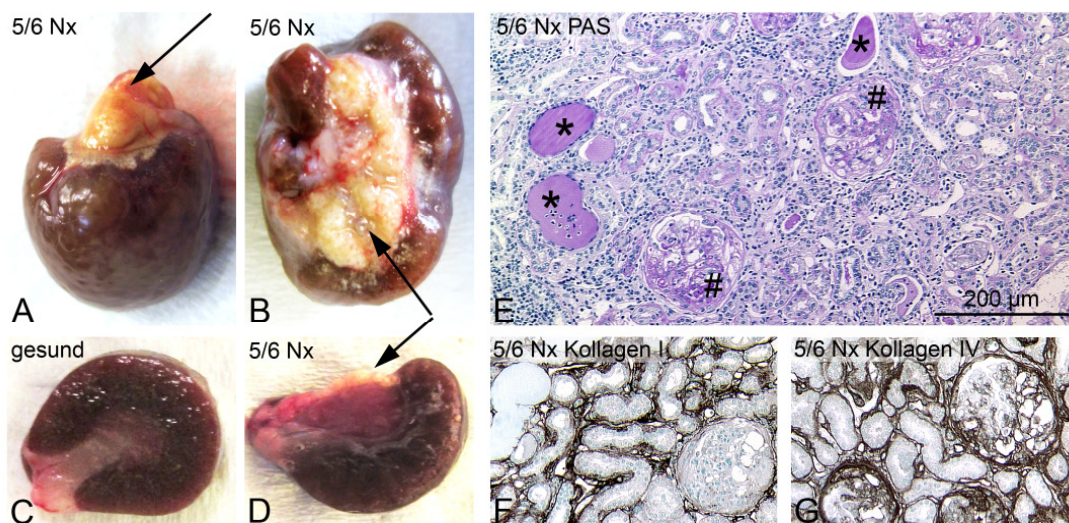 5/6 Nx
A
5/6 Nx
B
gesund
C
5/6 Nx
D
5/6 Nx PAS
*
*
*
#
#
200 µm
E
5/6 Nx Kollagen I
F
5/6 Nx Kollagen IV
G